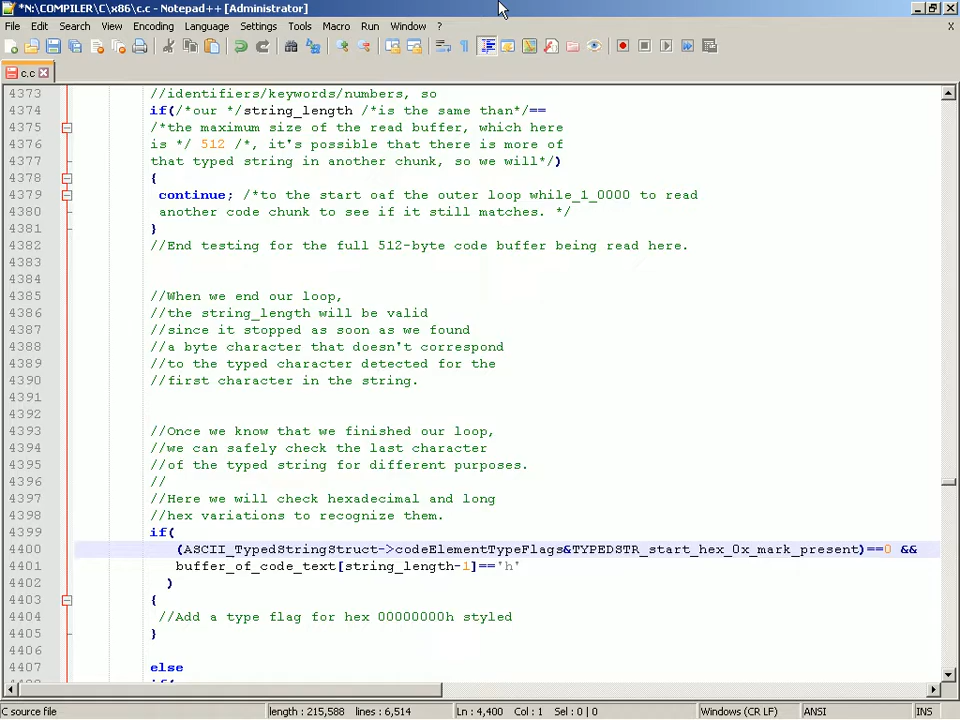 *N:\COMPILER\C\x86\c.c - Notepad++ [Administrator]
File Edit Search View Encoding Language Settings Tools Macro Run Window ? X
c.c
4373 //identifiers/keywords/numbers, so
4374 if(/*our */string_length /*is the same than*/==
4375 /*the maximum size of the read buffer, which here
4376 is */ 512 /*, it's possible that there is more of
4377 that typed string in another chunk, so we will*/)
4378 {
4379 continue; /*to the start oaf the outer loop while_1_0000 to read
4380 another code chunk to see if it still matches. */
4381 }
4382 //End testing for the full 512-byte code buffer being read here.
4383
4384
4385 //When we end our loop,
4386 //the string_length will be valid
4387 //since it stopped as soon as we found
4388 //a byte character that doesn't correspond
4389 //to the typed character detected for the
4390 //first character in the string.
4391
4392
4393 //Once we know that we finished our loop,
4394 //we can safely check the last character
4395 //of the typed string for different purposes.
4396 //
4397 //Here we will check hexadecimal and long
4398 //hex variations to recognize them.
4399 if(
4400 (ASCII_TypedStringStruct->codeElementTypeFlags&TYPEDSTR_start_hex_0x_mark_present)==0 &&
4401 buffer_of_code_text[string_length-1]=='h'
4402 )
4403 {
4404 //Add a type flag for hex 00000000h styled
4405 }
4406
4407 else
C source file length : 215,588 lines : 6,514 Ln : 4,400 Col : 1 Sel : 0 | 0 Windows (CR LF) ANSI INS